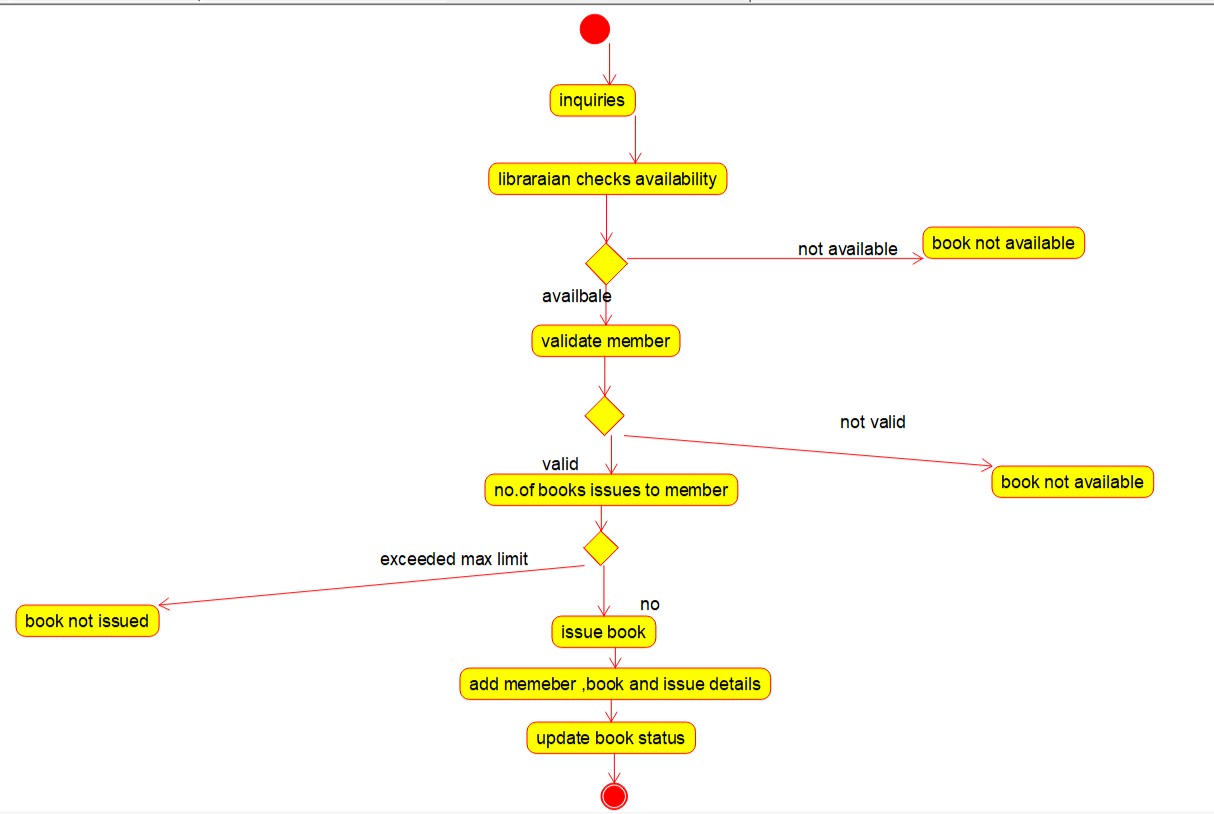 inquiries
libraraian checks availability
not available
book not available
availbale
validate member
not valid
valid
book not available
no.of books issues to member
exceeded max limit
no
book not issued
issue book
add memeber ,book and issue details
update book status